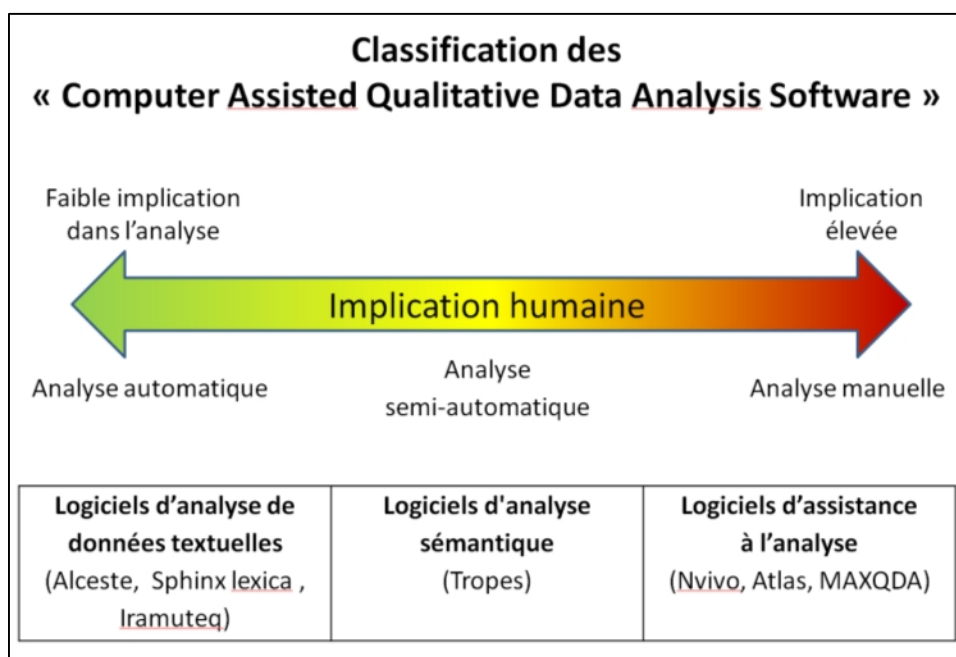 Classification des
« Computer Assisted Qualitative Data Analysis Software »
Faible implication
dans l'analyse
Implication
élevée
Implication humaine
Analyse automatique
Analyse
semi-automatique
Analyse manuelle
Logiciels d'analyse de
données textuelles
(Alceste, Sphinx lexica ,
Iramuteq)
Logiciels d'analyse
sémantique
(Tropes)
Logiciels d'assistance
à l'analyse
(Nvivo, Atlas, MAXQDA)